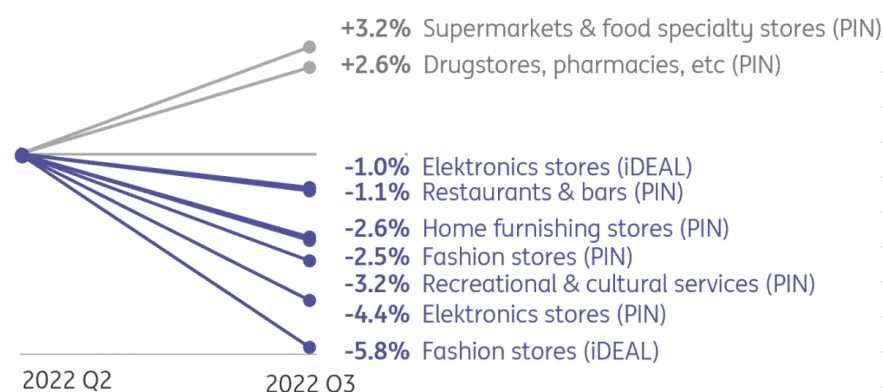 +3.2% Supermarkets & food specialty stores (PIN)
+2.6% Drugstores, pharmacies, etc (PIN)
-1.0% Elektronics stores (iDEAL)
-1.1% Restaurants & bars (PIN)
-2.6% Home furnishing stores (PIN)
-2.5% Fashion stores (PIN)
-3.2% Recreational & cultural services (PIN)
-4.4% Elektronics stores (PIN)
-5.8% Fashion stores (iDEAL)
2022 Q2
2022 Q3